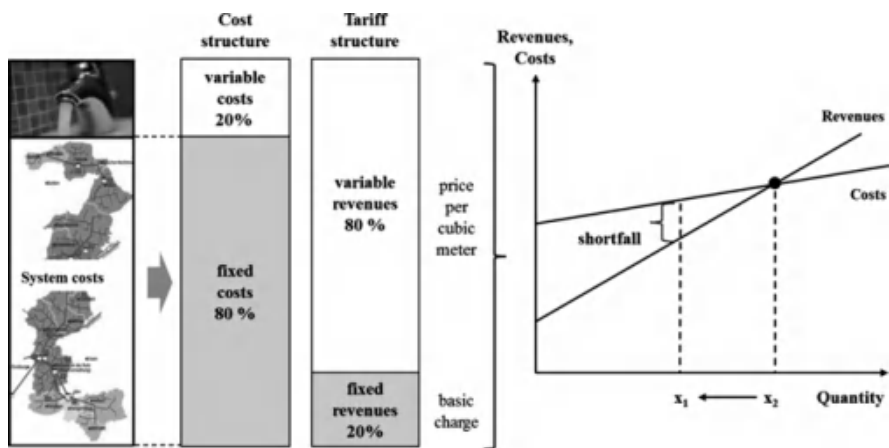 Cost
structure
Tariff
structure
Revenues,
Costs
variable
costs
20%
Revenues
Costs
variable
revenues
80 %
price
per
cubic
meter
shortfall
System costs
fixed
costs
80 %
fixed
revenues
20%
basic
charge
x₁
x₂
Quantity